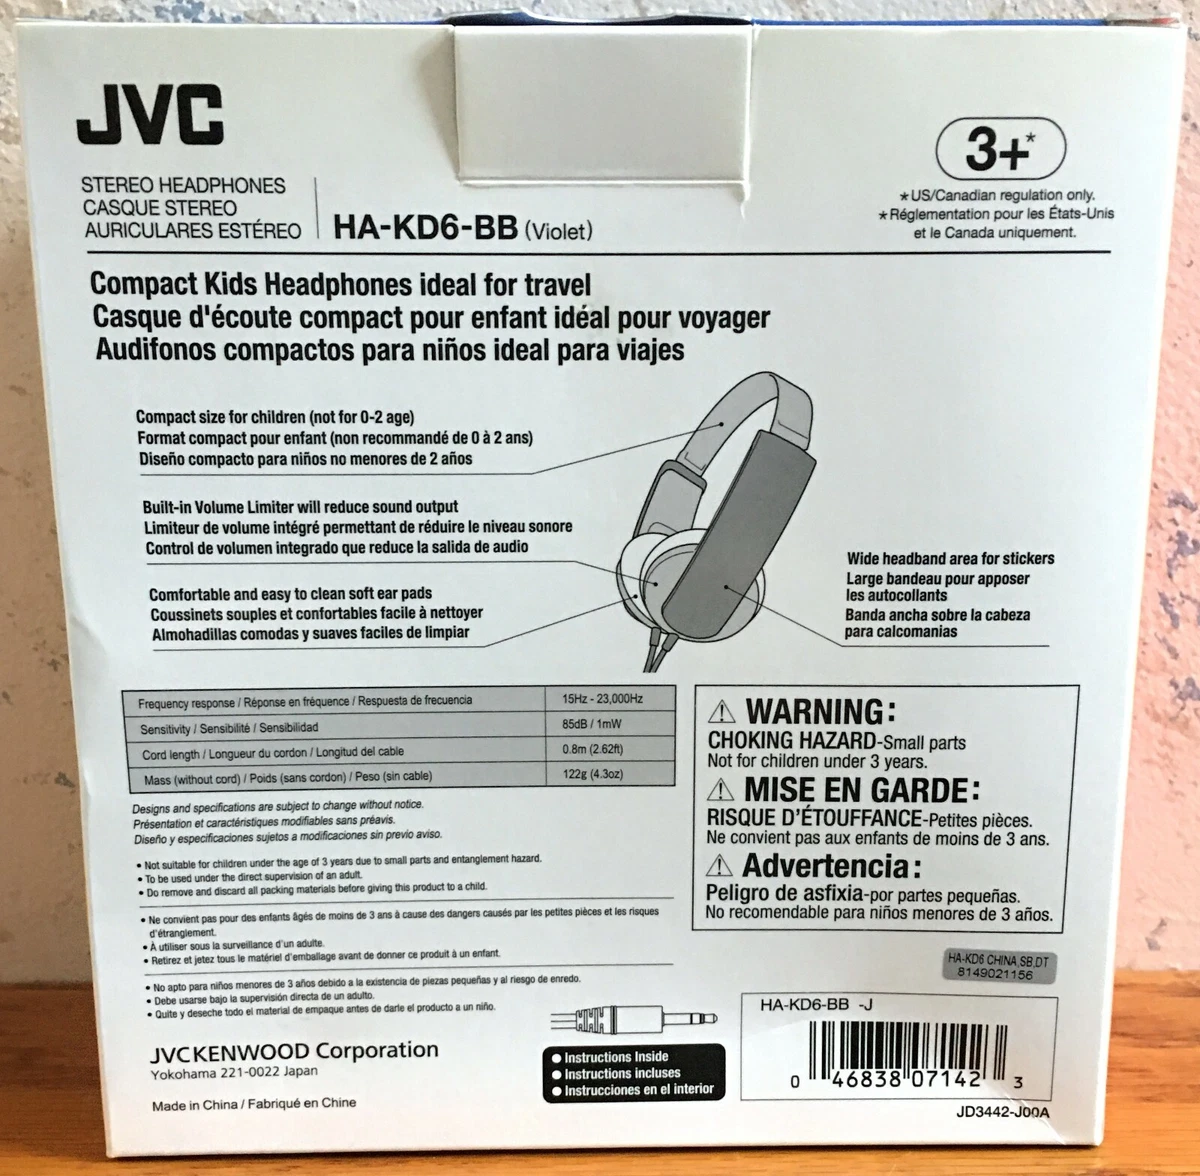 JVC
3+*
*US/Canadian regulation only.
*Réglementation pour les États-Unis
et le Canada uniquement.
STEREO HEADPHONES
CASQUE STEREO
AURICULARES ESTÉREO
HA-KD6-BB (Violet)
Compact Kids Headphones ideal for travel
Casque d'écoute compact pour enfant idéal pour voyager
Audifonos compactos para niños ideal para viajes
Compact size for children (not for 0-2 age)
Format compact pour enfant (non recommandé de 0 à 2 ans)
Diseño compacto para niños no menores de 2 años
Built-in Volume Limiter will reduce sound output
Limiteur de volume intégré permettant de réduire le niveau sonore
Control de volumen integrado que reduce la salida de audio
Comfortable and easy to clean soft ear pads
Coussinets souples et confortables facile à nettoyer
Almohadillas comodas y suaves faciles de limpiar
Wide headband area for stickers
Large bandeau pour apposer
les autocollants
Banda ancha sobre la cabeza
para calcomanias
Frequency response / Réponse en fréquence / Respuesta de frecuencia 15Hz - 23,000Hz
Sensitivity / Sensibilité / Sensibilidad 85dB / 1mW
Cord length / Longueur du cordon / Longitud del cable 0.8m (2.62ft)
Mass (without cord) / Poids (sans cordon) / Peso (sin cable) 122g (4.3oz)
Designs and specifications are subject to change without notice.
Présentation et caractéristiques modifiables sans préavis.
Diseño y especificaciones sujetos a modificaciones sin previo aviso.
• Not suitable for children under the age of 3 years due to small parts and entanglement hazard.
• To be used under the direct supervision of an adult.
• Do remove and discard all packing materials before giving this product to a child.
• Ne convient pas pour des enfants âgés de moins de 3 ans à cause des dangers causés par les petites pièces et les risques
d'étranglement.
• À utiliser sous la surveillance d'un adulte.
• Retirez et jetez tous le matériel d'emballage avant de donner ce produit à un enfant.
• No apto para niños menores de 3 años debido a la existencia de piezas pequeñas y al riesgo de enredo.
• Debe usarse bajo la supervisión directa de un adulto.
• Quite y deseche todo el material de empaque antes de darle el producto a un niño.
⚠ WARNING:
CHOKING HAZARD-Small parts
Not for children under 3 years.
⚠ MISE EN GARDE:
RISQUE D'ÉTOUFFANCE-Petites pièces.
Ne convient pas aux enfants de moins de 3 ans.
⚠ Advertencia:
Peligro de asfixia-por partes pequeñas.
No recomendable para niños menores de 3 años.
HA-KD6 CHINA,SB,DT
8149021156
JVCKENWOOD Corporation
Yokohama 221-0022 Japan
Made in China / Fabriqué en Chine
● Instructions Inside
● Instructions incluses
● Instrucciones en el interior
HA-KD6-BB -J
0 46838 07142 3
JD3442-J00A